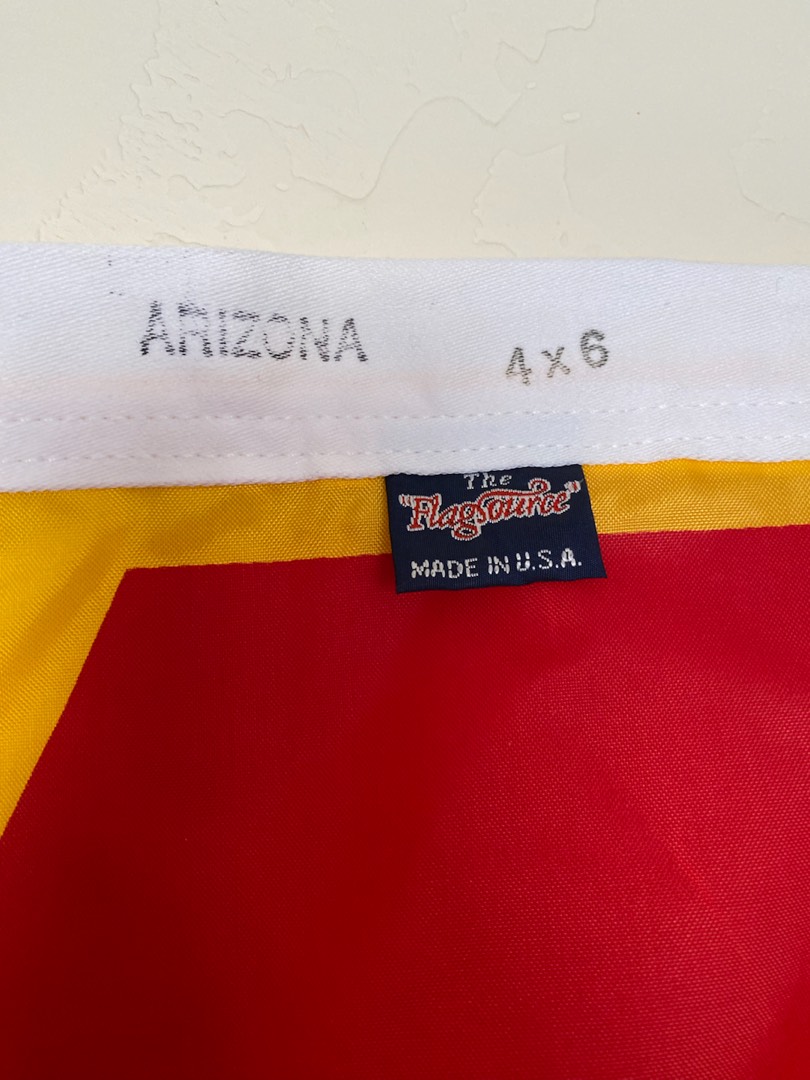 ARIZONA 4 x 6
The
"Flagsource"
MADE IN U.S.A.